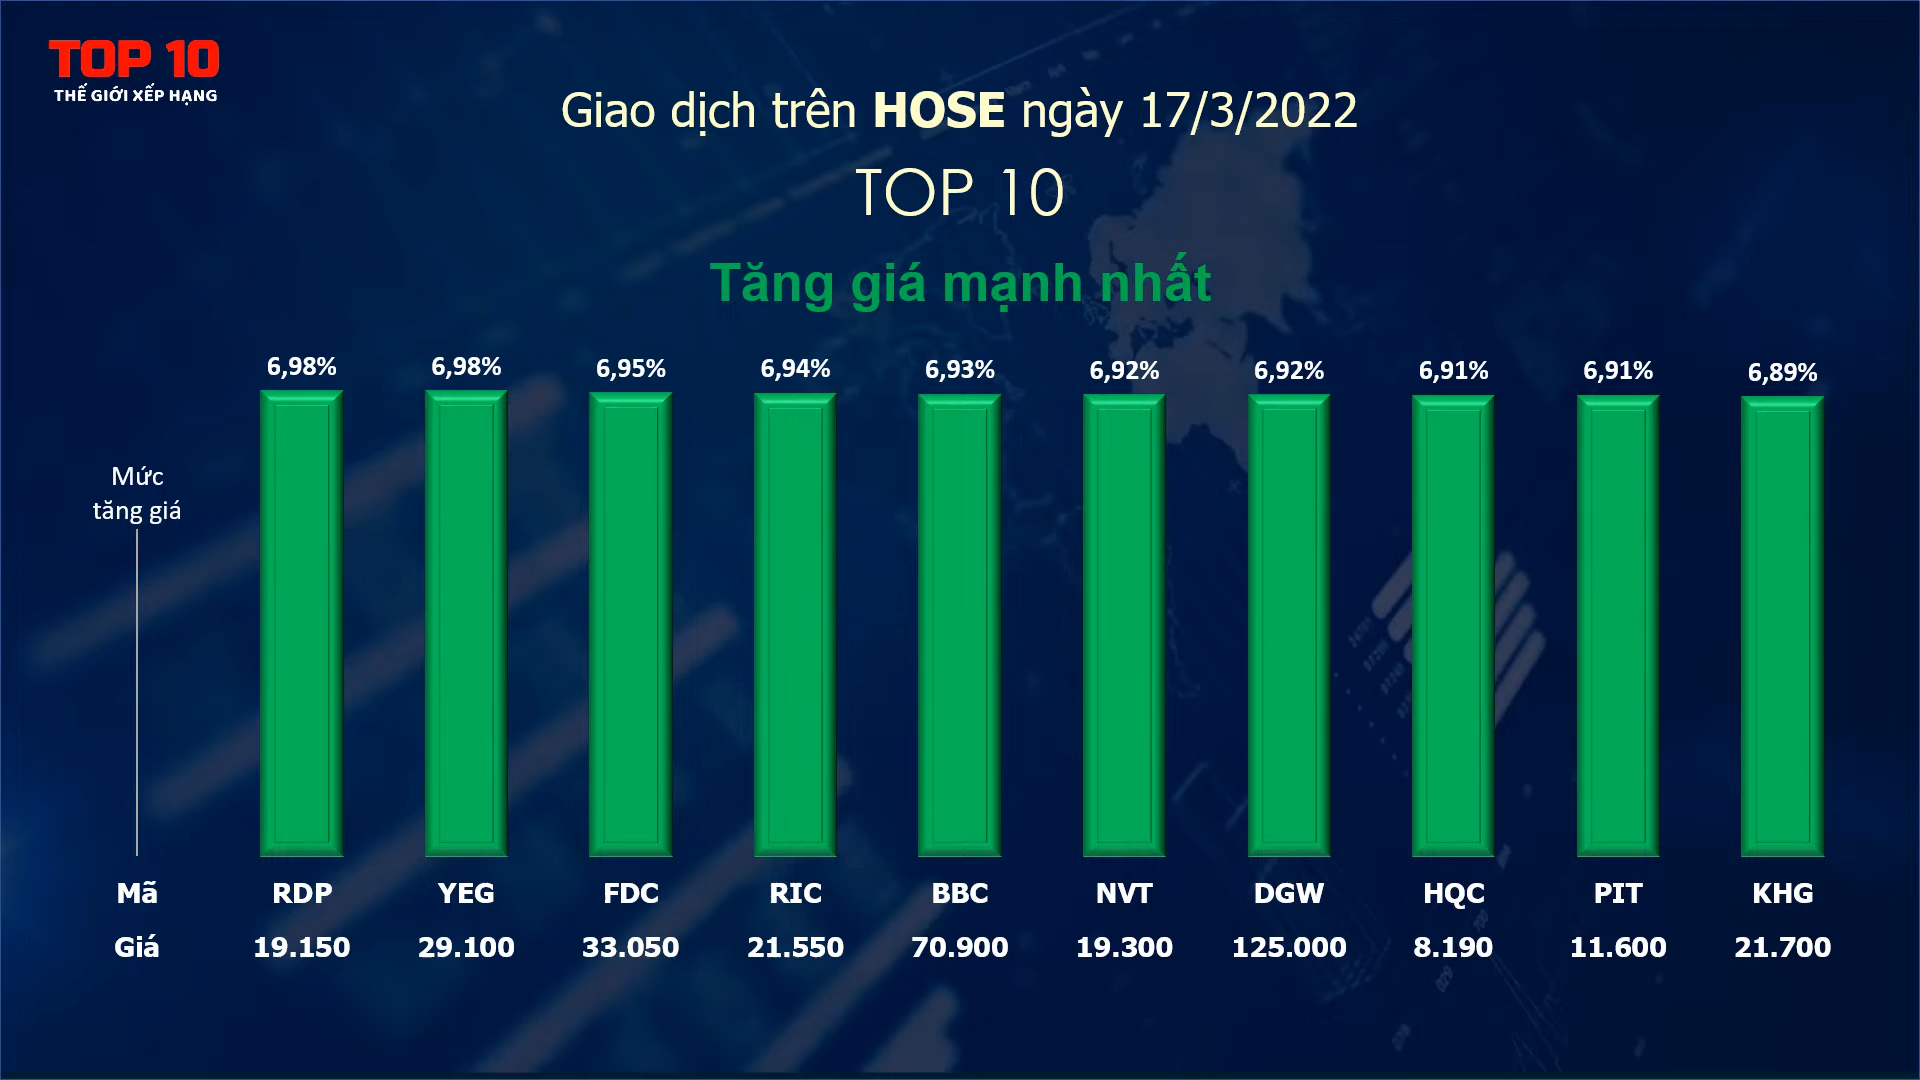 TOP 10
THẾ GIỚI XẾP HẠNG
Giao dịch trên HOSE ngày 17/3/2022
TOP 10
Tăng giá mạnh nhất
6,98% 6,98% 6,95% 6,94% 6,93% 6,92% 6,92% 6,91% 6,91% 6,89%
Mức
tăng giá
Mã RDP YEG FDC RIC BBC NVT DGW HQC PIT KHG
Giá 19.150 29.100 33.050 21.550 70.900 19.300 125.000 8.190 11.600 21.700